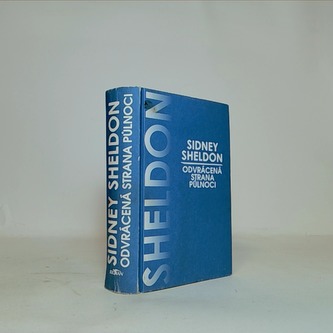 SIDNEY SHELDON
ODVRÁCENÁ STRANA PŮLNOCI
SHELDON
SIDNEY
SHELDON
ODVRÁCENÁ
STRANA
PŮLNOCI